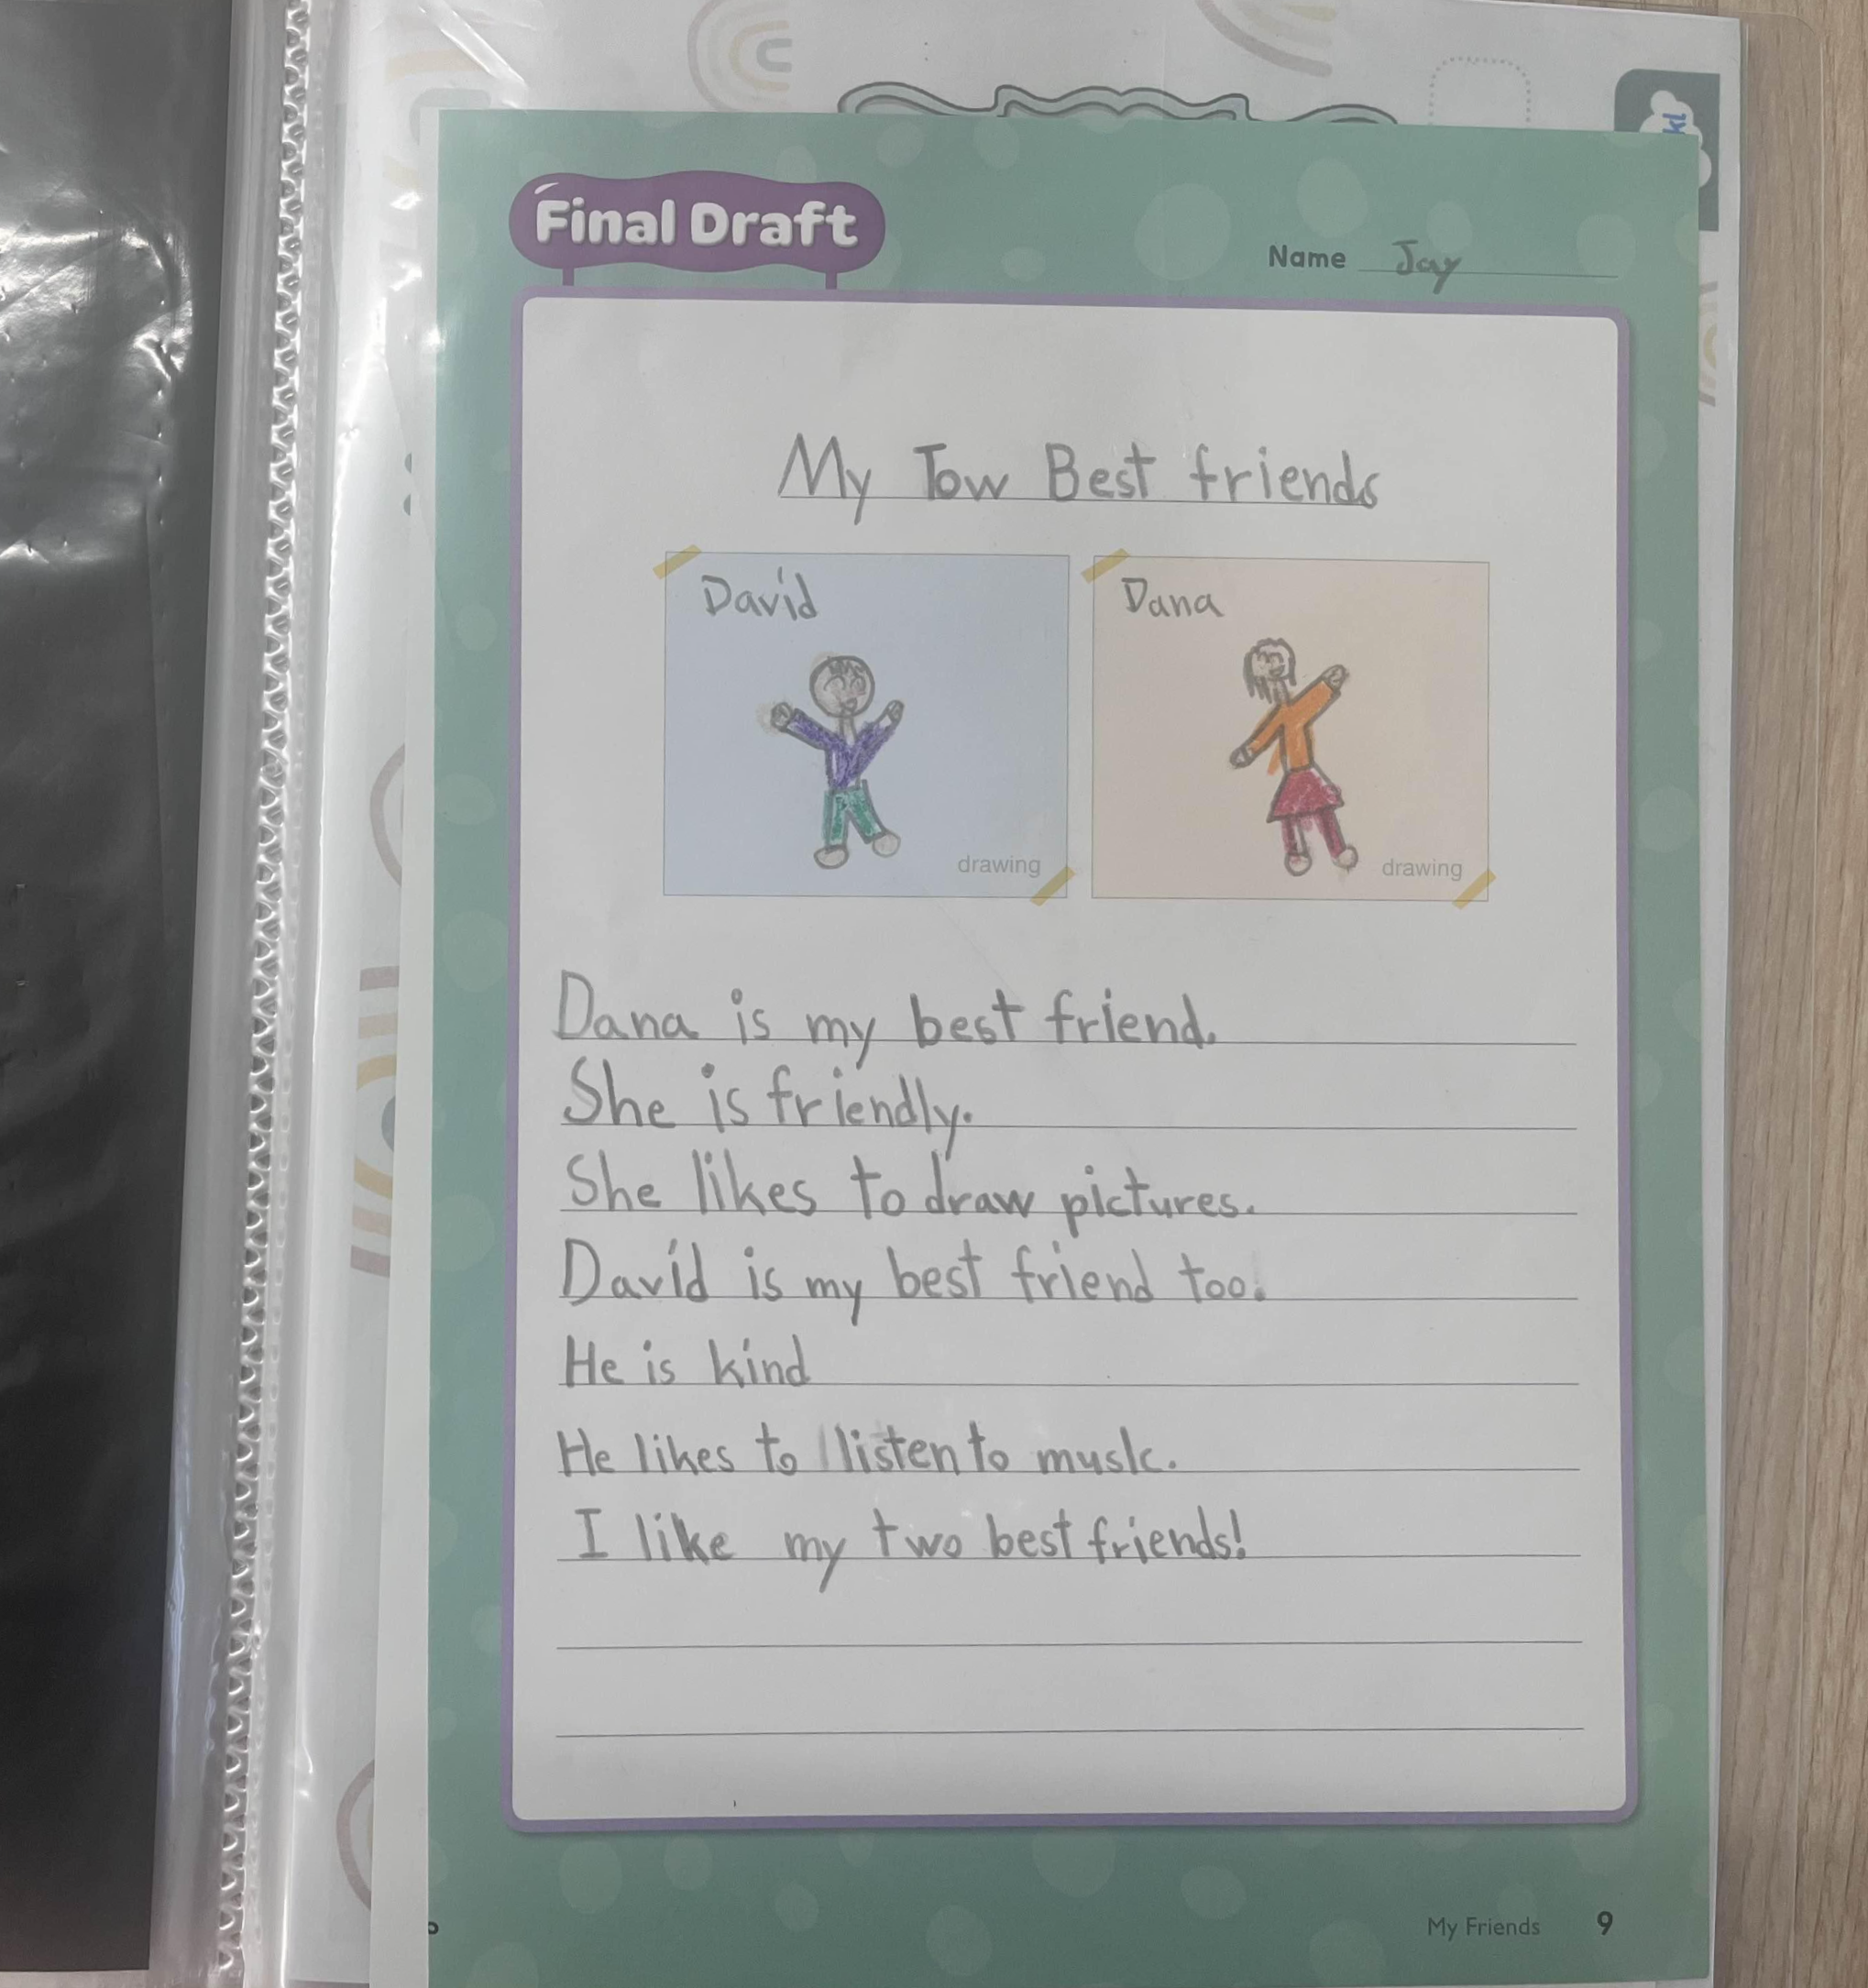 Final Draft
Name Jay
My Tow Best friends
David
Dana
drawing
drawing
Dana is my best friend.
She is friendly.
She likes to draw pictures.
David is my best friend too.
He is kind
He likes to listen to music.
I like my two best friends!
My Friends 9